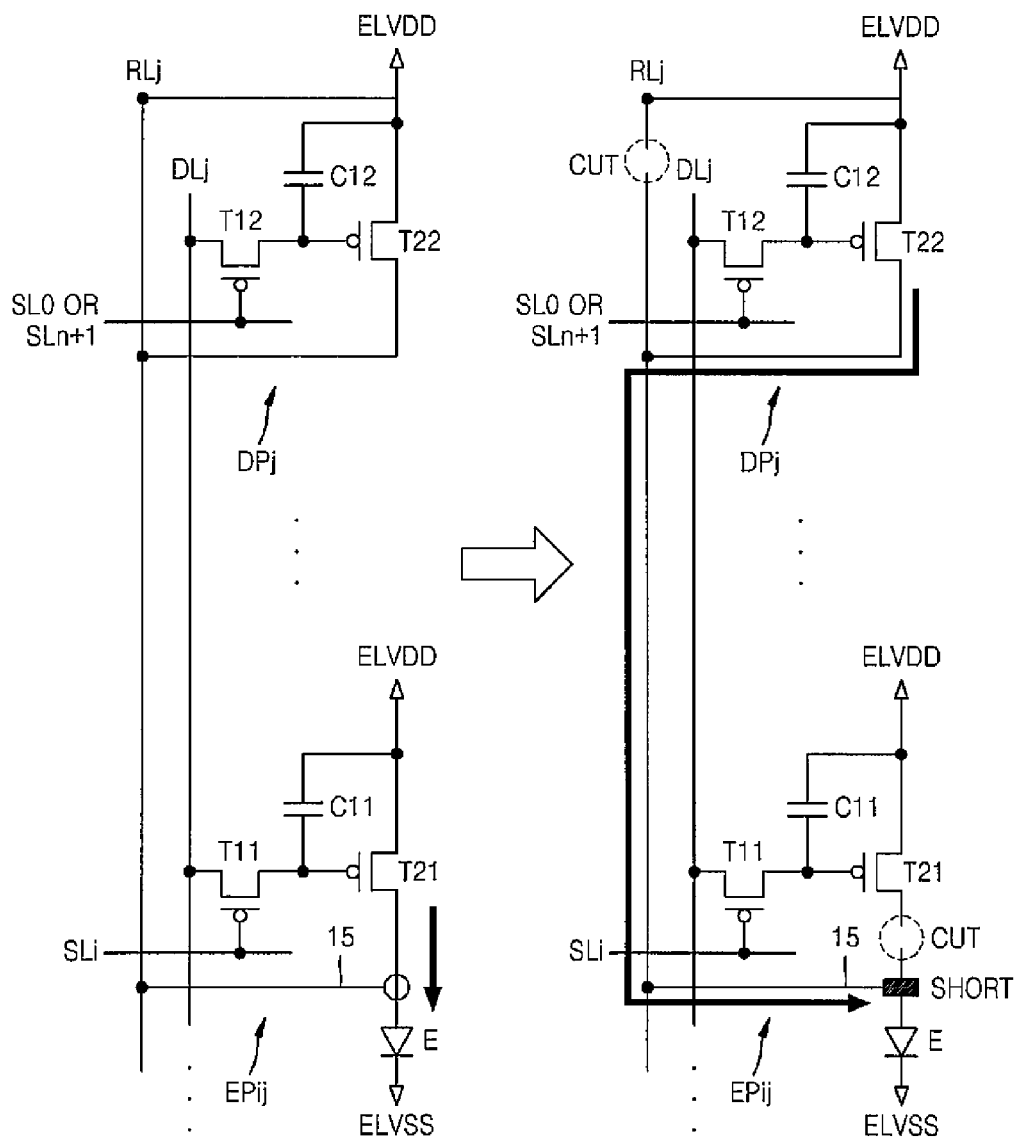 ELVDD
RLj
DLj
C12
T12
T22
SL0 OR
SLn+1
DPj
ELVDD
C11
T11
T21
SLi
15
E
EPij
ELVSS
ELVDD
RLj
CUT
DLj
C12
T12
T22
SL0 OR
SLn+1
DPj
ELVDD
C11
T11
T21
SLi
15
CUT
SHORT
E
EPij
ELVSS